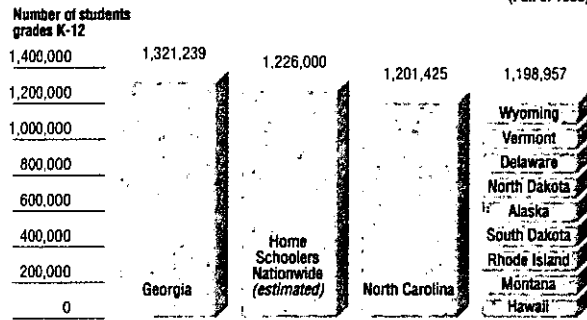 Number of students
grades K-12
1,400,000
1,200,000
1,000,000
800,000
600,000
400,000
200,000
0
1,321,239
Georgia
1,226,000
Home
Schoolers
Nationwide
(estimated)
1,201,425
North Carolina
1,198,957
Wyoming
Vermont
Delaware
North Dakota
Alaska
South Dakota
Rhode Island
Montana
Hawaii